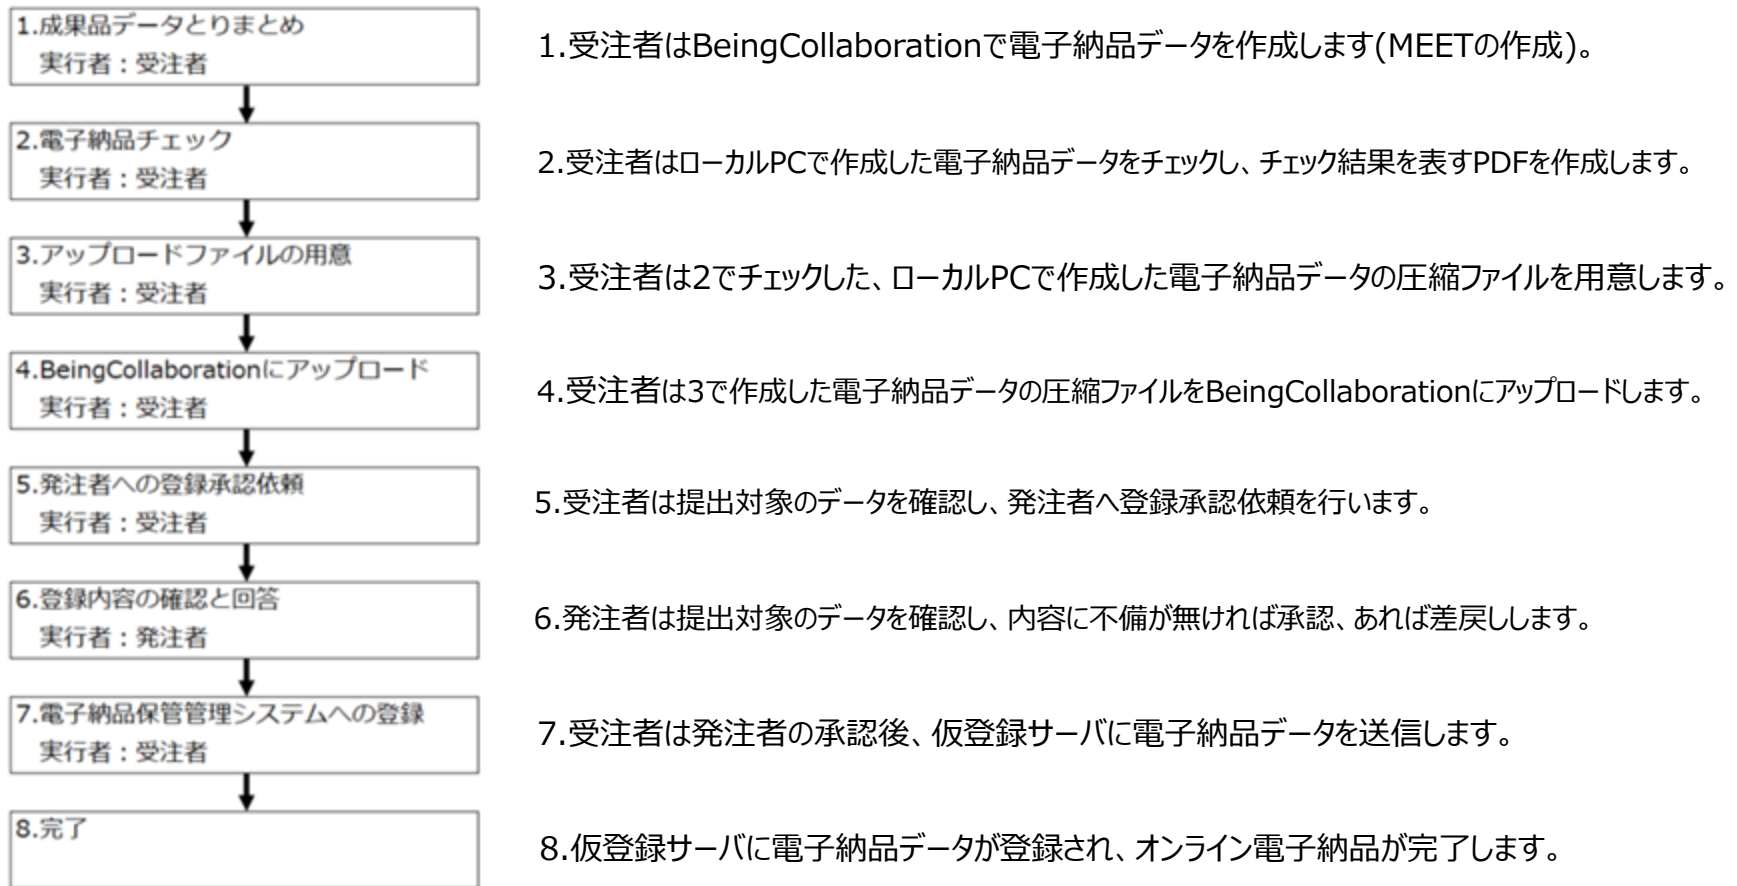 1.成果品データとりまとめ
実行者：受注者
1.受注者はBeingCollaborationで電子納品データを作成します(MEETの作成)。
2.電子納品チェック
実行者：受注者
2.受注者はローカルPCで作成した電子納品データをチェックし、チェック結果を表すPDFを作成します。
3.アップロードファイルの用意
実行者：受注者
3.受注者は2でチェックした、ローカルPCで作成した電子納品データの圧縮ファイルを用意します。
4.BeingCollaborationにアップロード
実行者：受注者
4.受注者は3で作成した電子納品データの圧縮ファイルをBeingCollaborationにアップロードします。
5.発注者への登録承認依頼
実行者：受注者
5.受注者は提出対象のデータを確認し、発注者へ登録承認依頼を行います。
6.登録内容の確認と回答
実行者：発注者
6.発注者は提出対象のデータを確認し、内容に不備が無ければ承認、あれば差戻しします。
7.電子納品保管管理システムへの登録
実行者：受注者
7.受注者は発注者の承認後、仮登録サーバに電子納品データを送信します。
8.完了
8.仮登録サーバに電子納品データが登録され、オンライン電子納品が完了します。